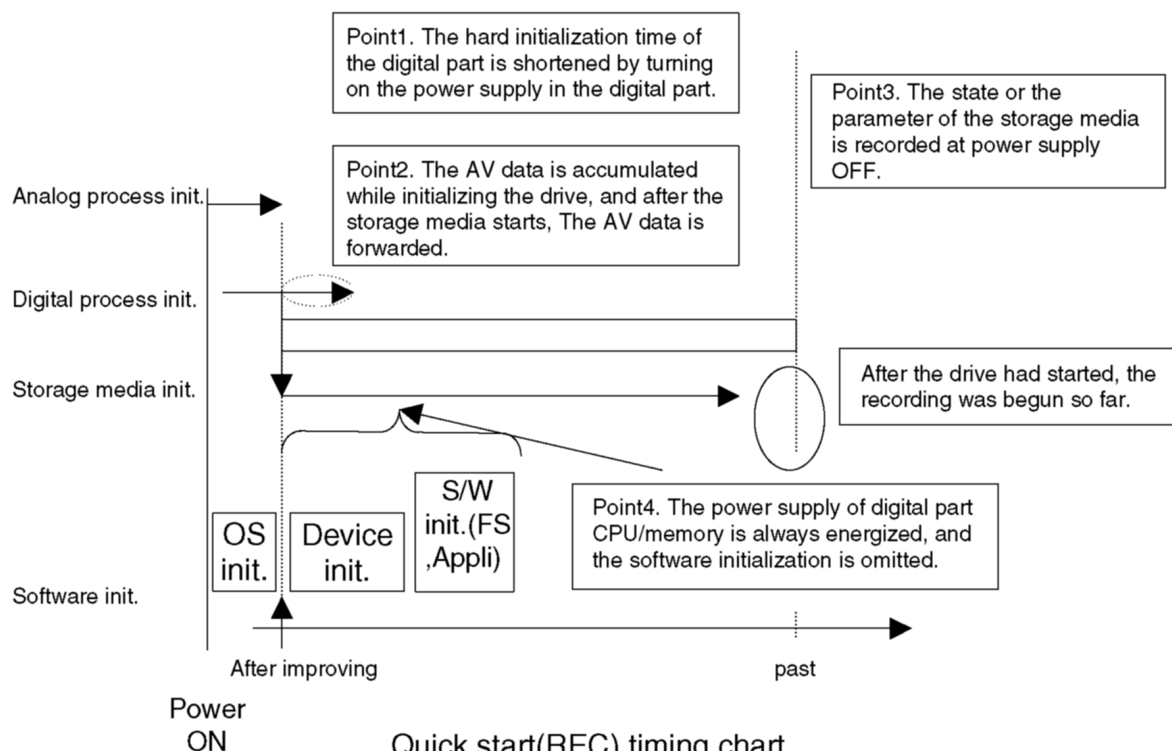 Point1. The hard initialization time of
the digital part is shortened by turning
on the power supply in the digital part.
Point3. The state or the
parameter of the storage media
is recorded at power supply
OFF.
Point2. The AV data is accumulated
while initializing the drive, and after the
storage media starts, The AV data is
forwarded.
Analog process init.
Digital process init.
Storage media init.
After the drive had started, the
recording was begun so far.
S/W
init.(FS
,Appli)
OS
init.
Device
init.
Point4. The power supply of digital part
CPU/memory is always energized, and
the software initialization is omitted.
Software init.
After improving
past
Power
ON
Quick start(REC) timing chart